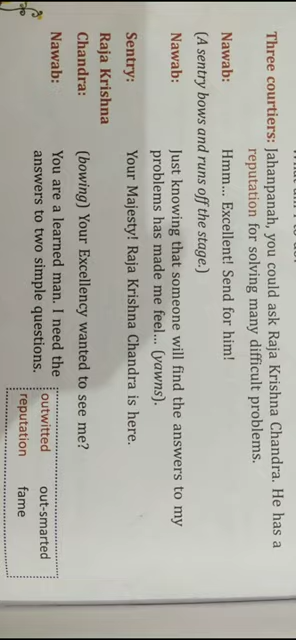 Three courtiers: Jahanpanah, you could ask Raja Krishna Chandra. He has a
reputation for solving many difficult problems.
Nawab: Hmm... Excellent! Send for him!
(A sentry bows and runs off the stage.)
Nawab: Just knowing that someone will find the answers to my
problems has made me feel... (yawns).
Sentry: Your Majesty! Raja Krishna Chandra is here.
Raja Krishna
Chandra: (bowing) Your Excellency wanted to see me?
Nawab: You are a learned man. I need the
answers to two simple questions.
outwitted out-smarted
reputation fame